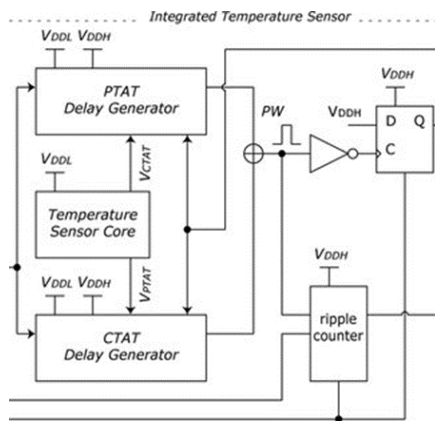 Integrated Temperature Sensor
VDDL VDDH
PTAT
Delay Generator
VCTAT
VDDL
Temperature
Sensor Core
VPTAT
VDDL VDDH
CTAT
Delay Generator
PW
VDDH
VDDH
D Q
C
VDDH
ripple
counter